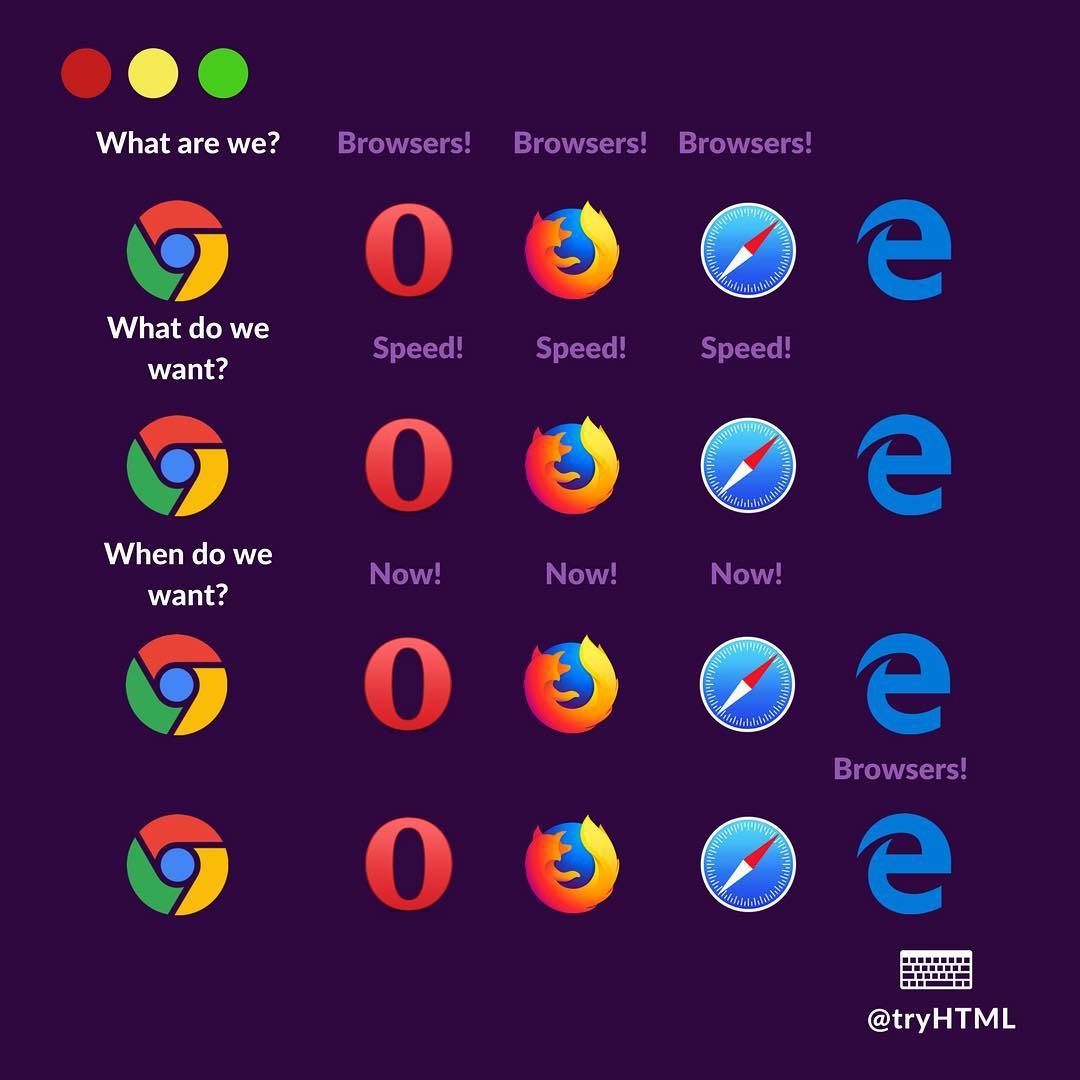 What are we? Browsers! Browsers! Browsers!
What do we
want?
Speed! Speed! Speed!
When do we
want?
Now! Now! Now!
Browsers!
@tryHTML